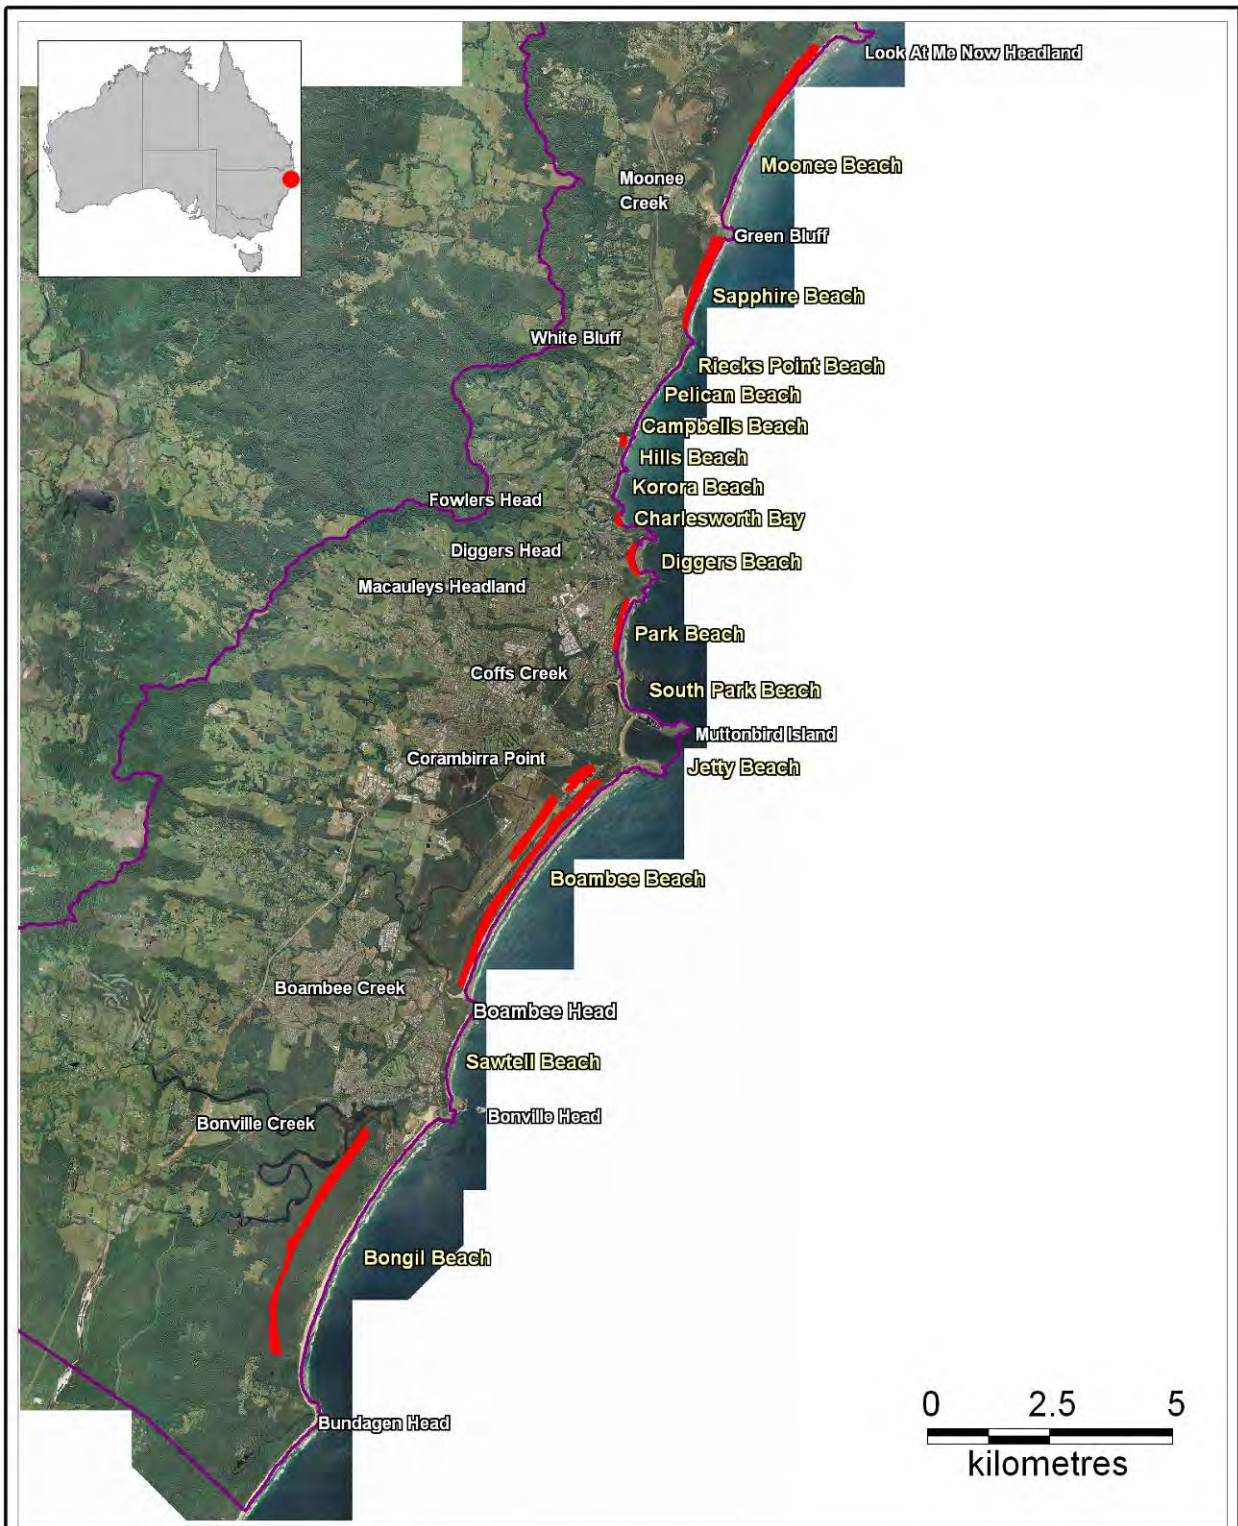 Look At Me Now Headland
Moonee Beach
Moonee
Creek
Green Bluff
Sapphire Beach
White Bluff
Riecks Point Beach
Pelican Beach
Campbells Beach
Hills Beach
Korora Beach
Fowlers Head
Charlesworth Bay
Diggers Head
Diggers Beach
Macauleys Headland
Park Beach
Coffs Creek
South Park Beach
Muttonbird Island
Corambirra Point
Jetty Beach
Boambee Beach
Boambee Creek
Boambee Head
Sawtell Beach
Bonville Head
Bonville Creek
Bongil Beach
Bundagen Head
0 2.5 5
kilometres